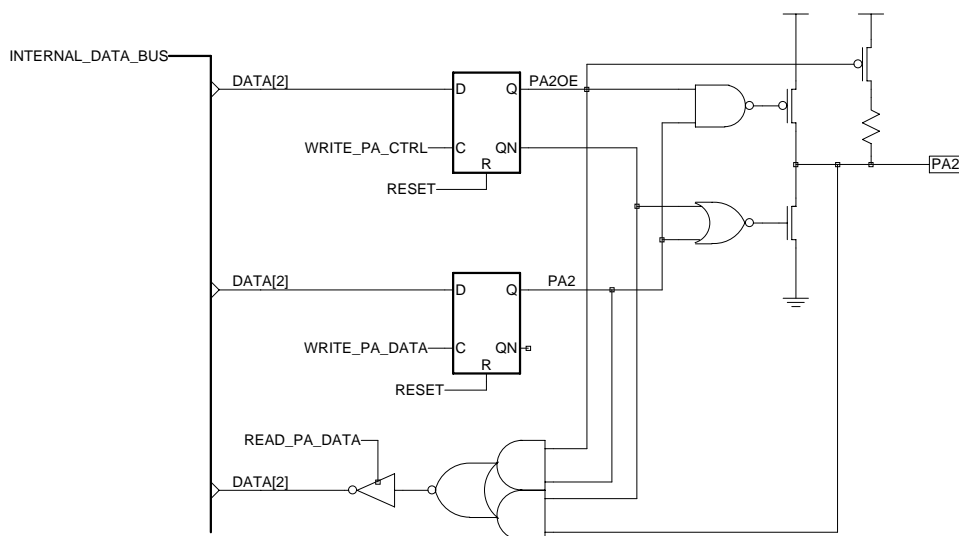 INTERNAL_DATA_BUS
DATA[2]
D
Q
PA2OE
WRITE_PA_CTRL
C
QN
R
RESET
PA2
DATA[2]
D
Q
PA2
WRITE_PA_DATA
C
QN
R
RESET
READ_PA_DATA
DATA[2]